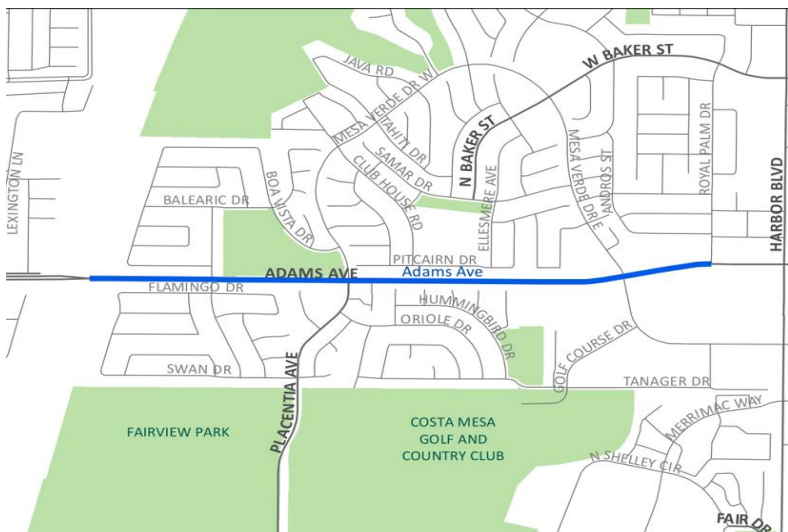 W BAKER ST
JAVA RD
MESA VERDE DR W
TAHITI DR
SAMAR DR
N BAKER ST
CLUB HOUSE RD
MESA VERDE DR E
ANDROS ST
ROYAL PALM DR
HARBOR BLVD
LEXINGTON LN
BALEARIC DR
BOA VISTA DR
ELLESMERE AVE
PITCAIRN DR
ADAMS AVE
Adams Ave
FLAMINGO DR
HUMMINGBIRD DR
ORIOLE DR
GOLF COURSE DR
SWAN DR
PLACENTIA AVE
TANAGER DR
MERRIMAC WAY
FAIRVIEW PARK
COSTA MESA
GOLF AND
COUNTRY CLUB
N SHELLEY CIR
FAIR DR